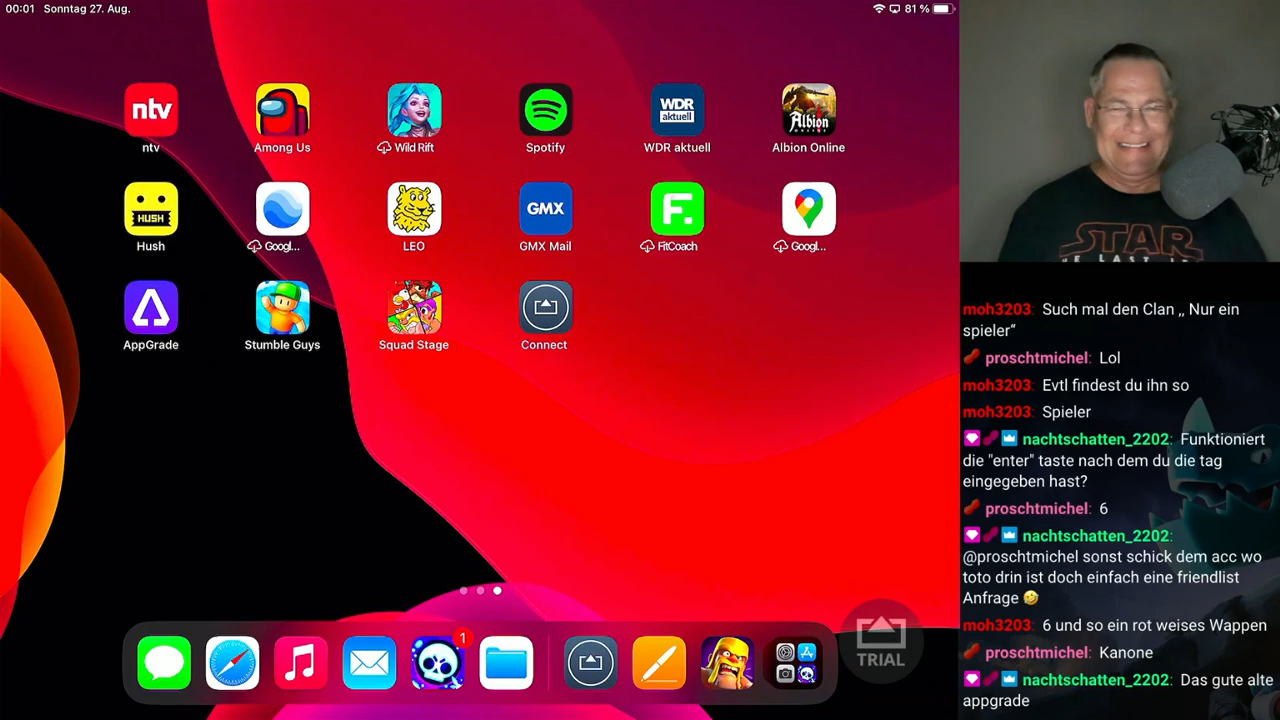 00:01 Sonntag 27. Aug.
81 %
ntv
WDR
aktuell
Albion
ONLINE
ntv
Among Us
Wild Rift
Spotify
WDR aktuell
Albion Online
HUSH
GMX
F.
Hush
Googl...
LEO
GMX Mail
FitCoach
Googl...
AppGrade
Stumble Guys
Squad Stage
Connect
1
TRIAL
STAR
moh3203: Such mal den Clan ,, Nur ein
spieler“
proschtmichel: Lol
moh3203: Evtl findest du ihn so
moh3203: Spieler
nachtschatten_2202: Funktioniert
die "enter" taste nach dem du die tag
eingegeben hast?
proschtmichel: 6
nachtschatten_2202:
@proschtmichel sonst schick dem acc wo
toto drin ist doch einfach eine friendlist
Anfrage 🤣
moh3203: 6 und so ein rot weises Wappen
proschtmichel: Kanone
nachtschatten_2202: Das gute alte
appgrade